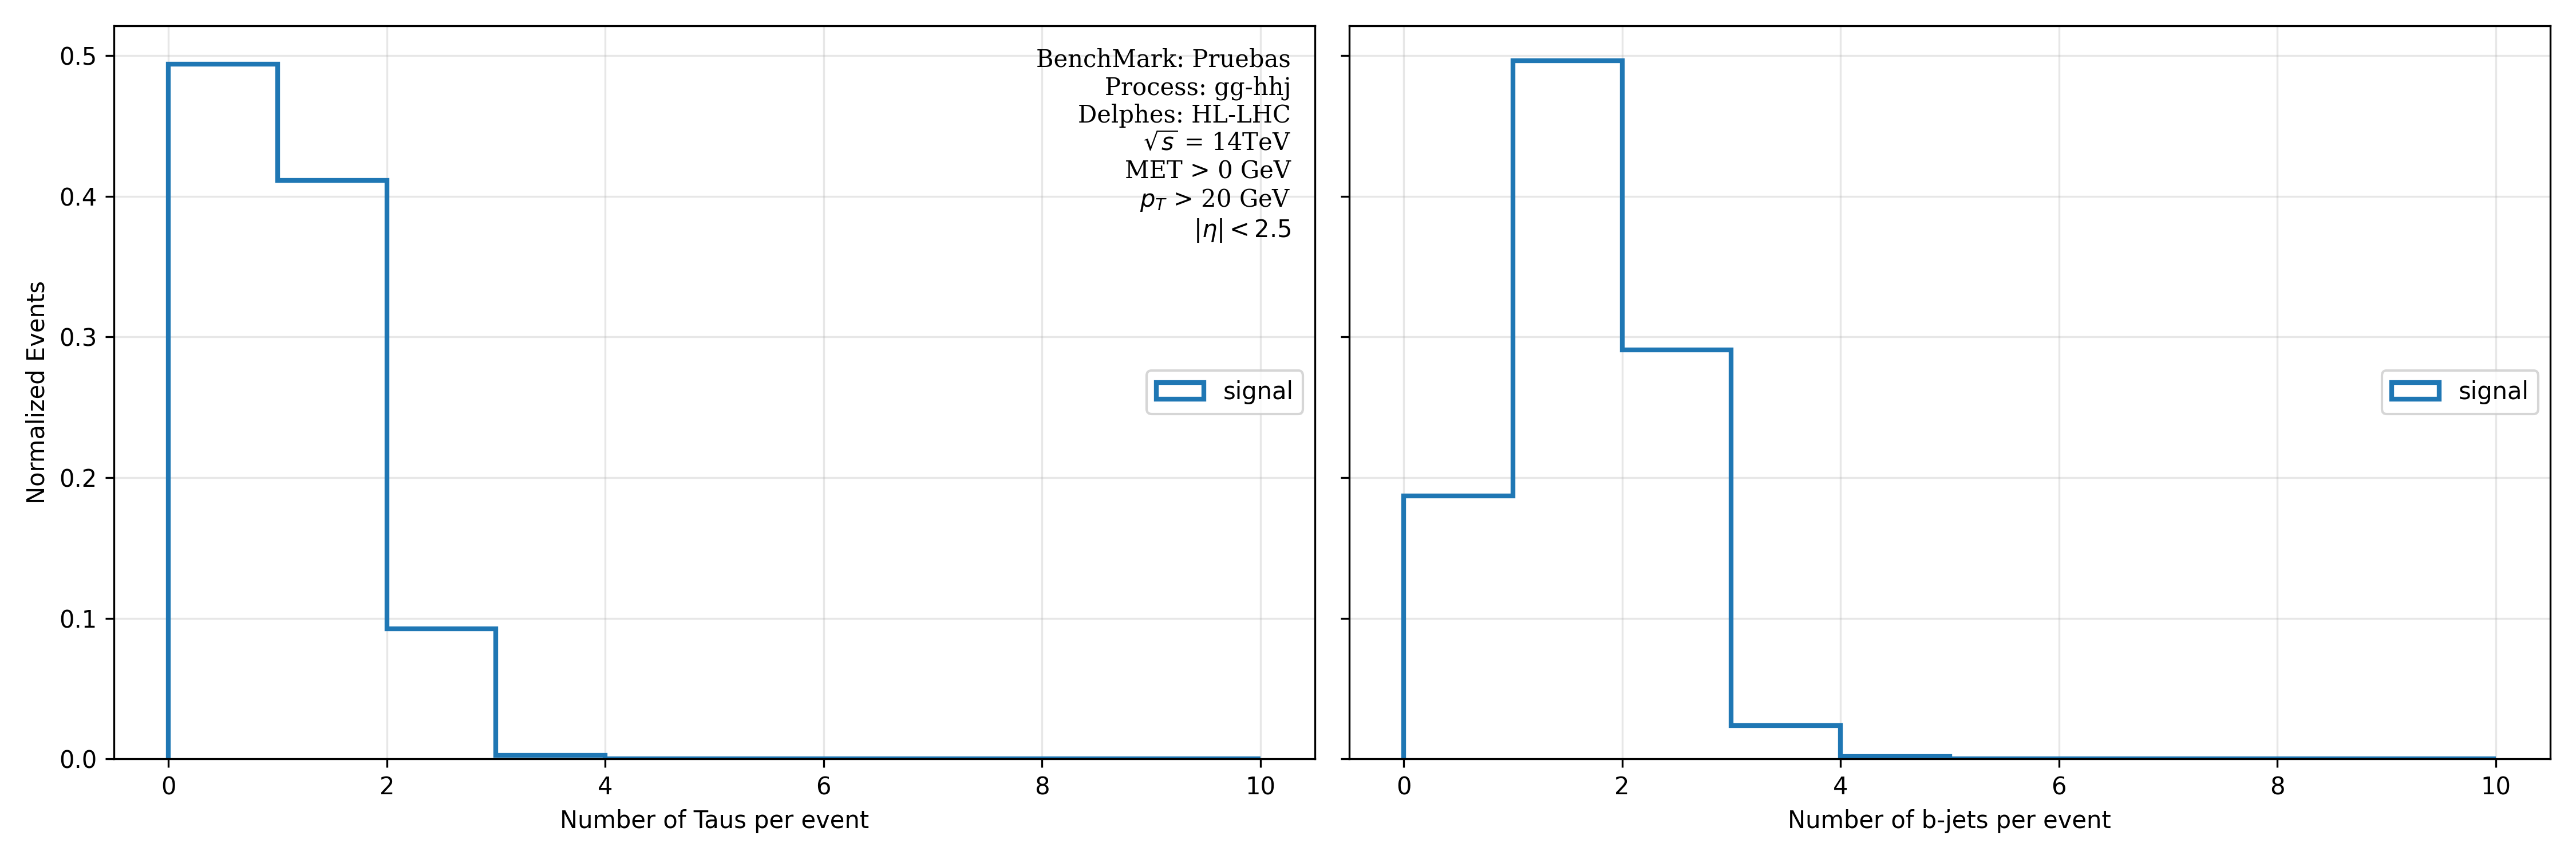 BenchMark: Pruebas
Process: gg-hhj
Delphes: HL-LHC
√s = 14TeV
MET > 0 GeV
p_T > 20 GeV
|η| < 2.5
signal
Normalized Events
0.5
0.4
0.3
0.2
0.1
0.0
0 2 4 6 8 10
Number of Taus per event
signal
0 2 4 6 8 10
Number of b-jets per event